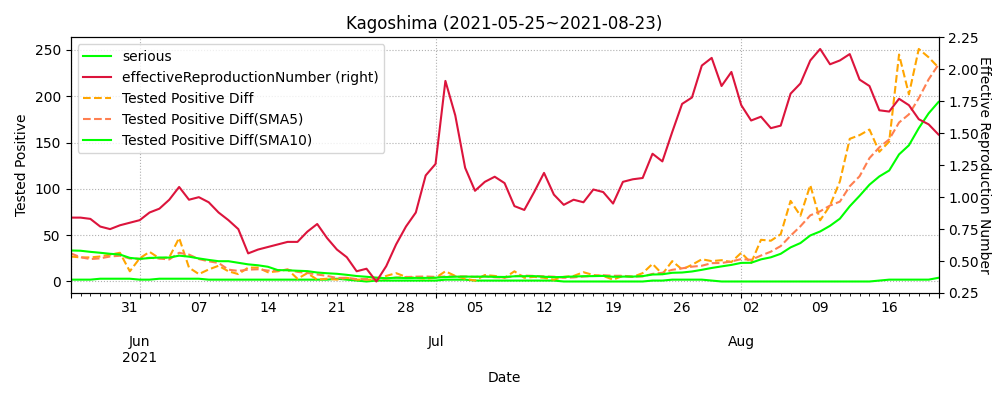 Kagoshima (2021-05-25~2021-08-23)
serious
effectiveReproductionNumber (right)
Tested Positive Diff
Tested Positive Diff(SMA5)
Tested Positive Diff(SMA10)
Tested Positive
250
200
150
100
50
0
2.25
2.00
1.75
1.50
1.25
1.00
0.75
0.50
0.25
Effective Reproduction Number
31 07 14 21 28 05 12 19 26 02 09 16
Jun Jul Aug
2021
Date